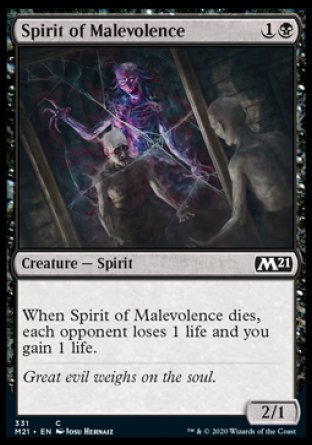 Spirit of Malevolence 1
Creature — Spirit M21
When Spirit of Malevolence dies,
each opponent loses 1 life and you
gain 1 life.
Great evil weighs on the soul.
2/1
331 C
M21 • EN Josu Hernaiz ™ & © 2020 Wizards of the Coast